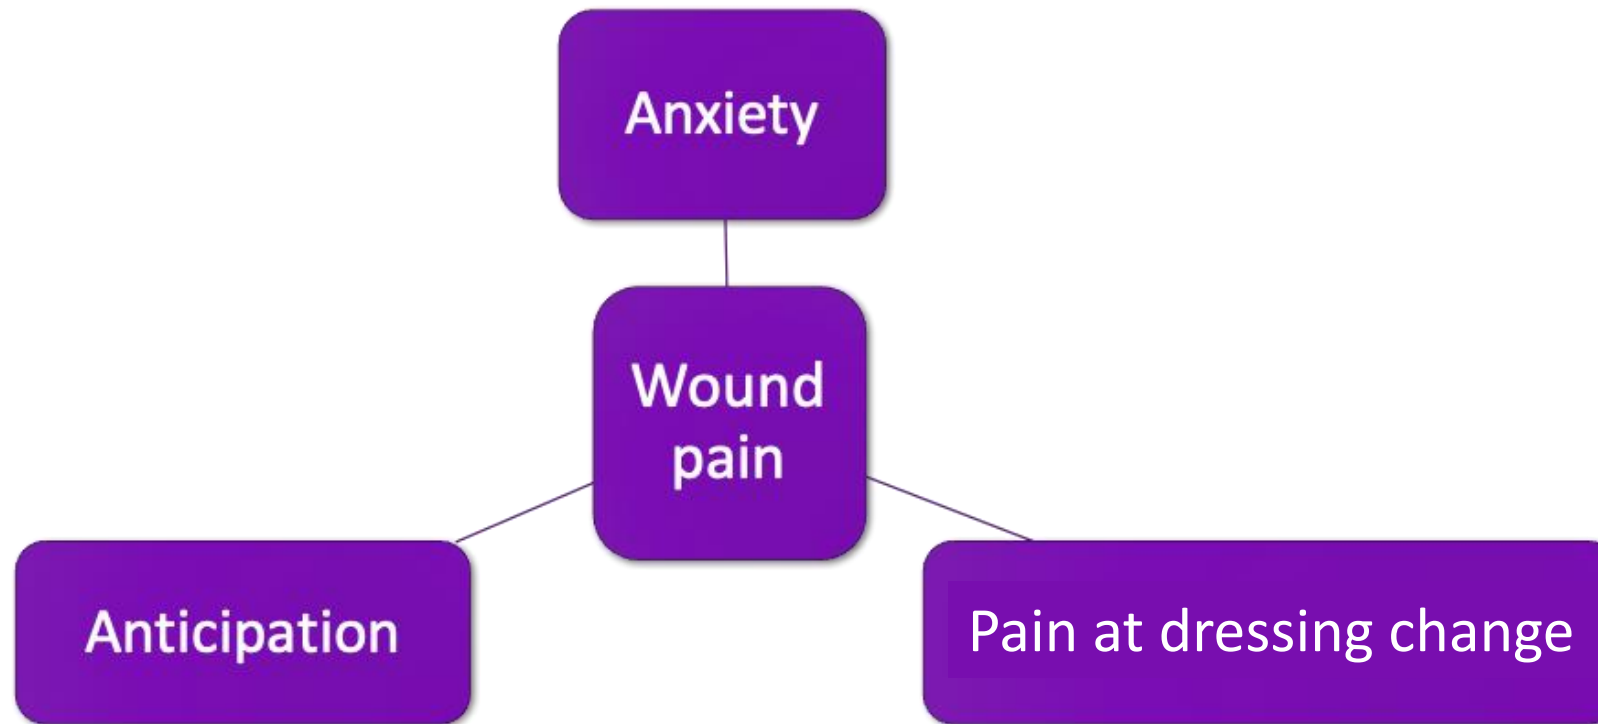 Anxiety
Wound
pain
Anticipation
Pain at dressing change